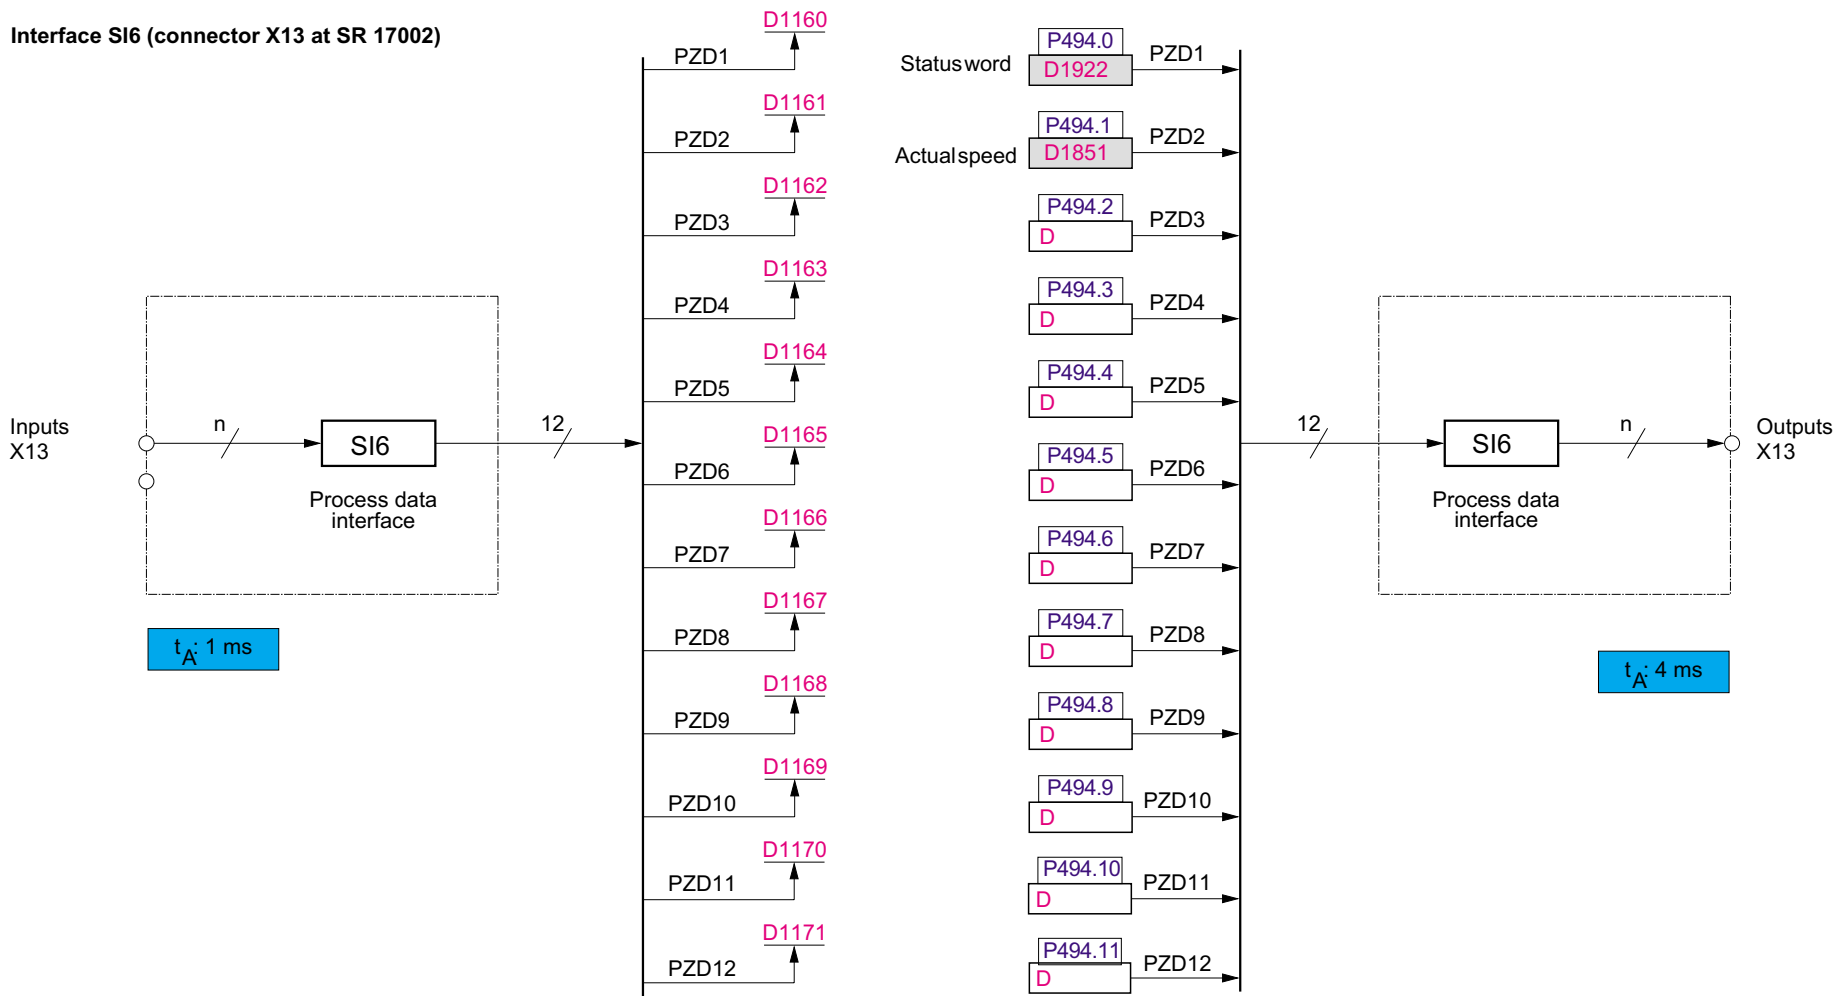 Interface SI6 (connector X13 at SR 17002)
Inputs
X13
n
SI6
Process data
interface
12
tA: 1 ms
D1160
PZD1
D1161
PZD2
D1162
PZD3
D1163
PZD4
D1164
PZD5
D1165
PZD6
D1166
PZD7
D1167
PZD8
D1168
PZD9
D1169
PZD10
D1170
PZD11
D1171
PZD12
Status word
P494.0
D1922
PZD1
Actual speed
P494.1
D1851
PZD2
P494.2
D
PZD3
P494.3
D
PZD4
P494.4
D
PZD5
P494.5
D
PZD6
P494.6
D
PZD7
P494.7
D
PZD8
P494.8
D
PZD9
P494.9
D
PZD10
P494.10
D
PZD11
P494.11
D
PZD12
12
SI6
Process data
interface
n
Outputs
X13
tA: 4 ms